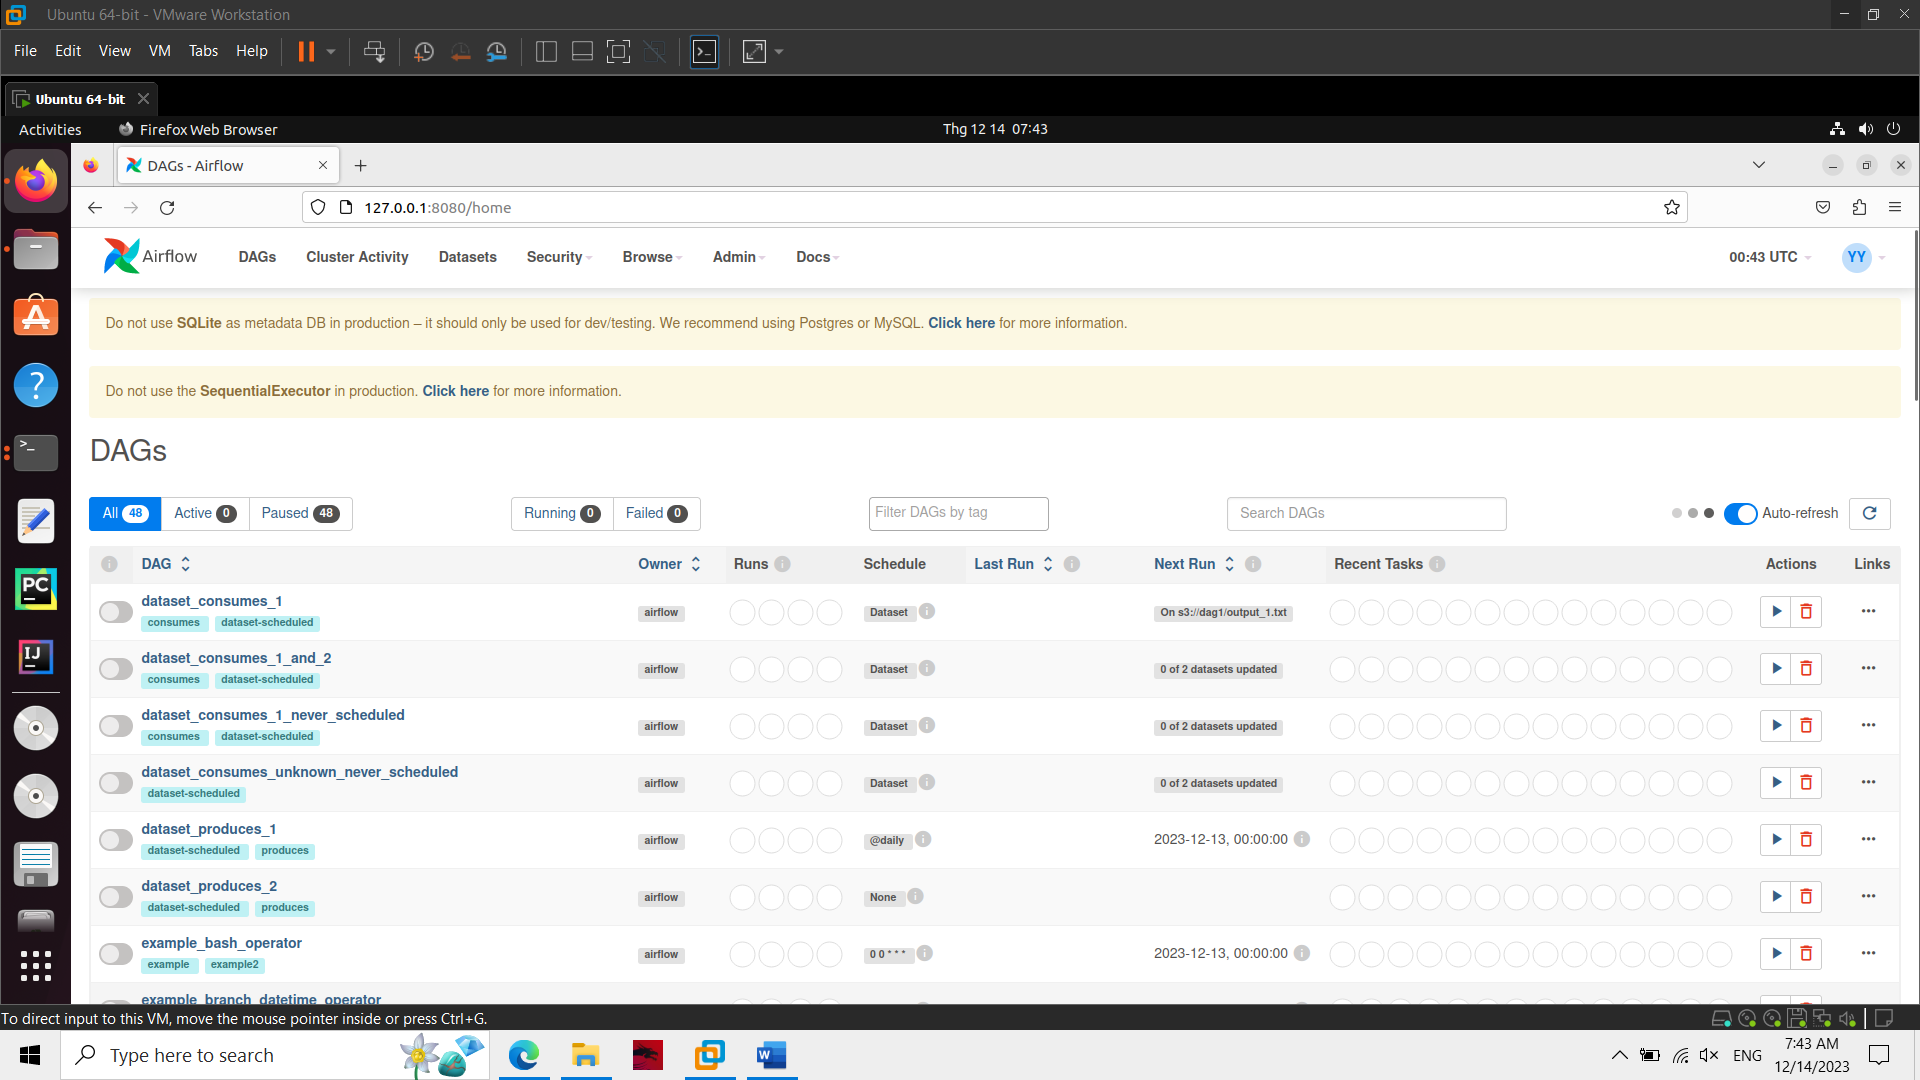 Ubuntu 64-bit - VMware Workstation
File Edit View VM Tabs Help
Ubuntu 64-bit
Activities Firefox Web Browser Thg 12 14 07:43
DAGs - Airflow
127.0.0.1:8080/home
Airflow DAGs Cluster Activity Datasets Security Browse Admin Docs 00:43 UTC YY
Do not use SQLite as metadata DB in production – it should only be used for dev/testing. We recommend using Postgres or MySQL. Click here for more information.
Do not use the SequentialExecutor in production. Click here for more information.
DAGs
All 48 Active 0 Paused 48 Running 0 Failed 0 Filter DAGs by tag Search DAGs Auto-refresh
DAG Owner Runs Schedule Last Run Next Run Recent Tasks Actions Links
dataset_consumes_1
consumes dataset-scheduled
airflow Dataset On s3://dag1/output_1.txt
dataset_consumes_1_and_2
consumes dataset-scheduled
airflow Dataset 0 of 2 datasets updated
dataset_consumes_1_never_scheduled
consumes dataset-scheduled
airflow Dataset 0 of 2 datasets updated
dataset_consumes_unknown_never_scheduled
dataset-scheduled
airflow Dataset 0 of 2 datasets updated
dataset_produces_1
dataset-scheduled produces
airflow @daily 2023-12-13, 00:00:00
dataset_produces_2
dataset-scheduled produces
airflow None
example_bash_operator
example example2
airflow 0 0 * * * 2023-12-13, 00:00:00
example_branch_datetime_operator
To direct input to this VM, move the mouse pointer inside or press Ctrl+G.
Type here to search
ENG
7:43 AM
12/14/2023